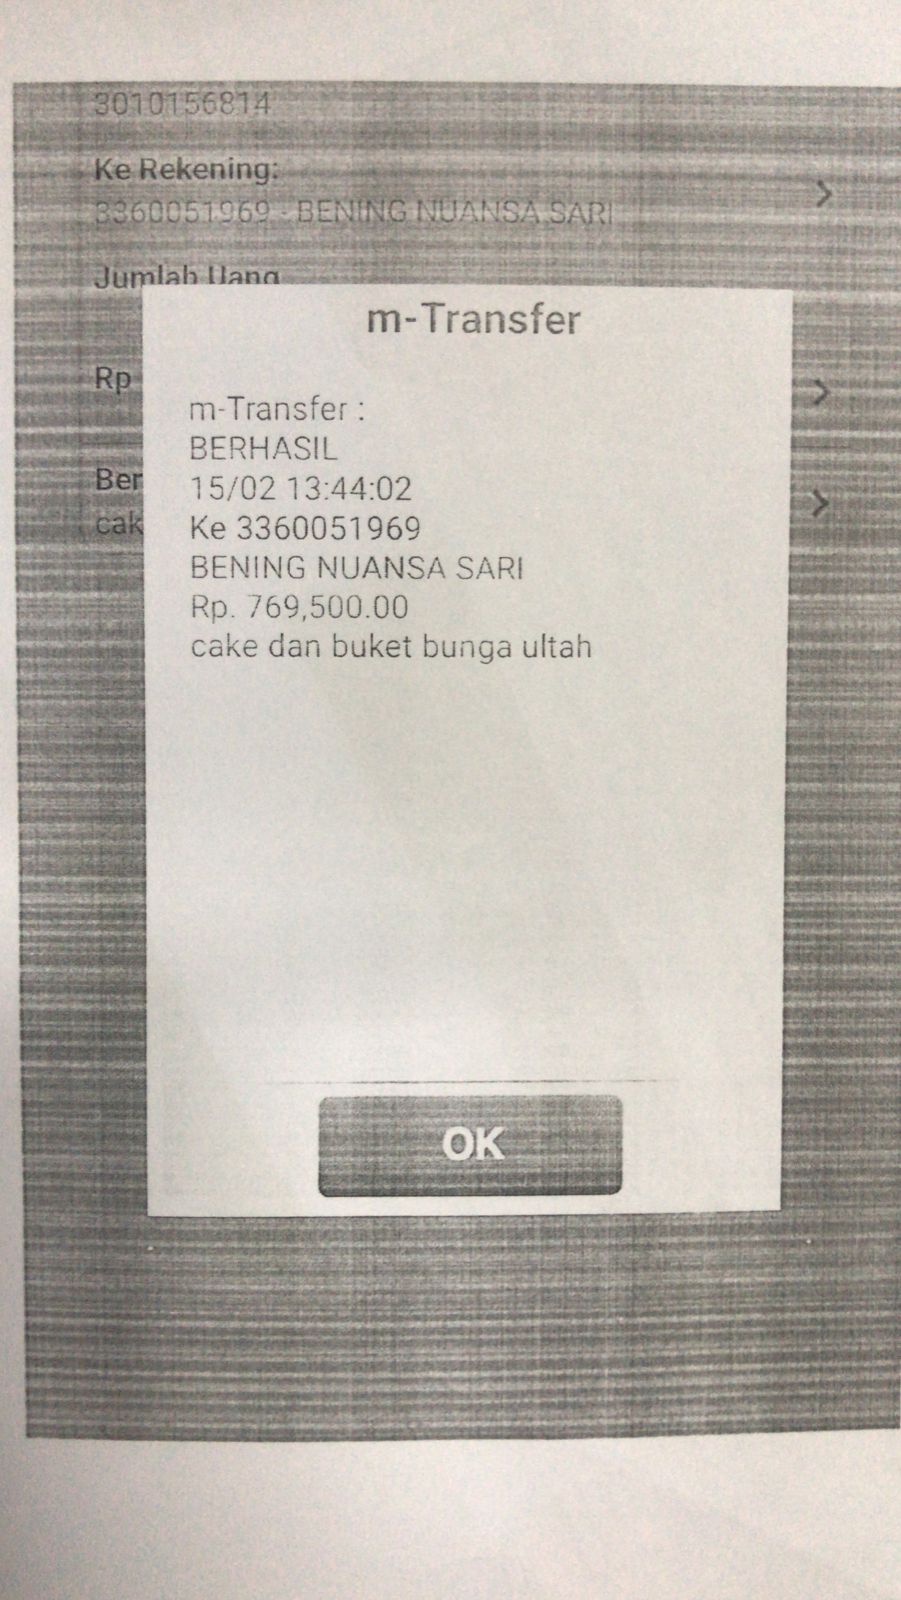 3010156814
Ke Rekening:
3360051969 - BENING NUANSA SARI
Jumlah Uang
m-Transfer
Rp
m-Transfer :
BERHASIL
Ber
15/02 13:44:02
cak
Ke 3360051969
BENING NUANSA SARI
Rp. 769,500.00
cake dan buket bunga ultah
OK